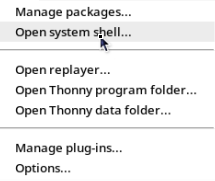 Manage packages...
Open system shell...
Open replayer...
Open Thonny program folder...
Open Thonny data folder...
Manage plug-ins...
Options...